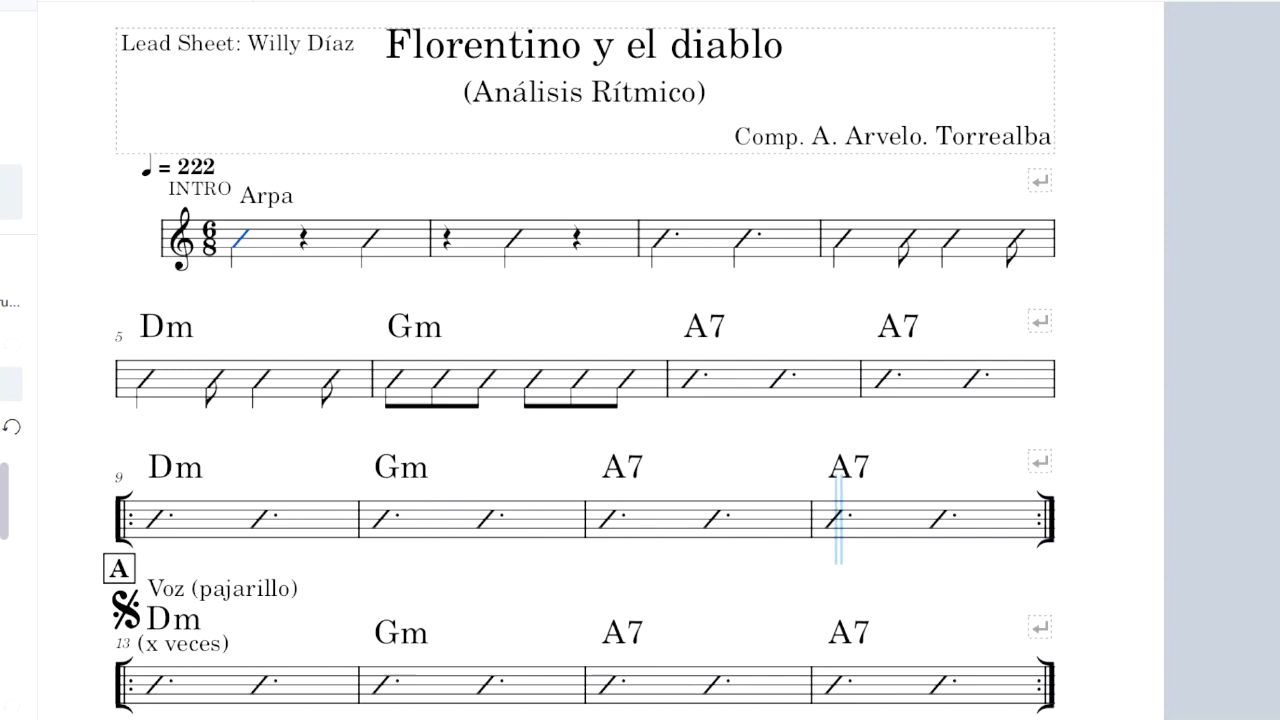 Lead Sheet: Willy Díaz
Florentino y el diablo
(Análisis Rítmico)
Comp. A. Arvelo. Torrealba
= 222
INTRO Arpa
6
8
5 Dm Gm A7 A7
9 Dm Gm A7 A7
A
Voz (pajarillo)
Dm Gm A7 A7
13 (x veces)